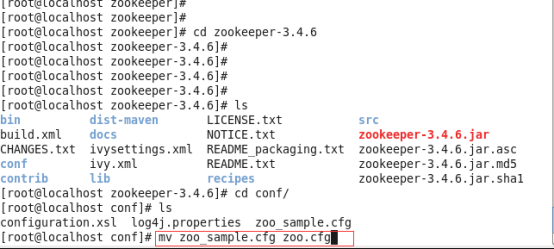 [root@localhost zookeeper]#
[root@localhost zookeeper]#
[root@localhost zookeeper]# cd zookeeper-3.4.6
[root@localhost zookeeper-3.4.6]#
[root@localhost zookeeper-3.4.6]#
[root@localhost zookeeper-3.4.6]#
[root@localhost zookeeper-3.4.6]#
[root@localhost zookeeper-3.4.6]# ls
bin dist-maven LICENSE.txt src
build.xml docs NOTICE.txt zookeeper-3.4.6.jar
CHANGES.txt ivysettings.xml README_packaging.txt zookeeper-3.4.6.jar.asc
conf ivy.xml README.txt zookeeper-3.4.6.jar.md5
contrib lib recipes zookeeper-3.4.6.jar.sha1
[root@localhost zookeeper-3.4.6]# cd conf/
[root@localhost conf]# ls
configuration.xsl log4j.properties zoo_sample.cfg
[root@localhost conf]# mv zoo_sample.cfg zoo.cfg